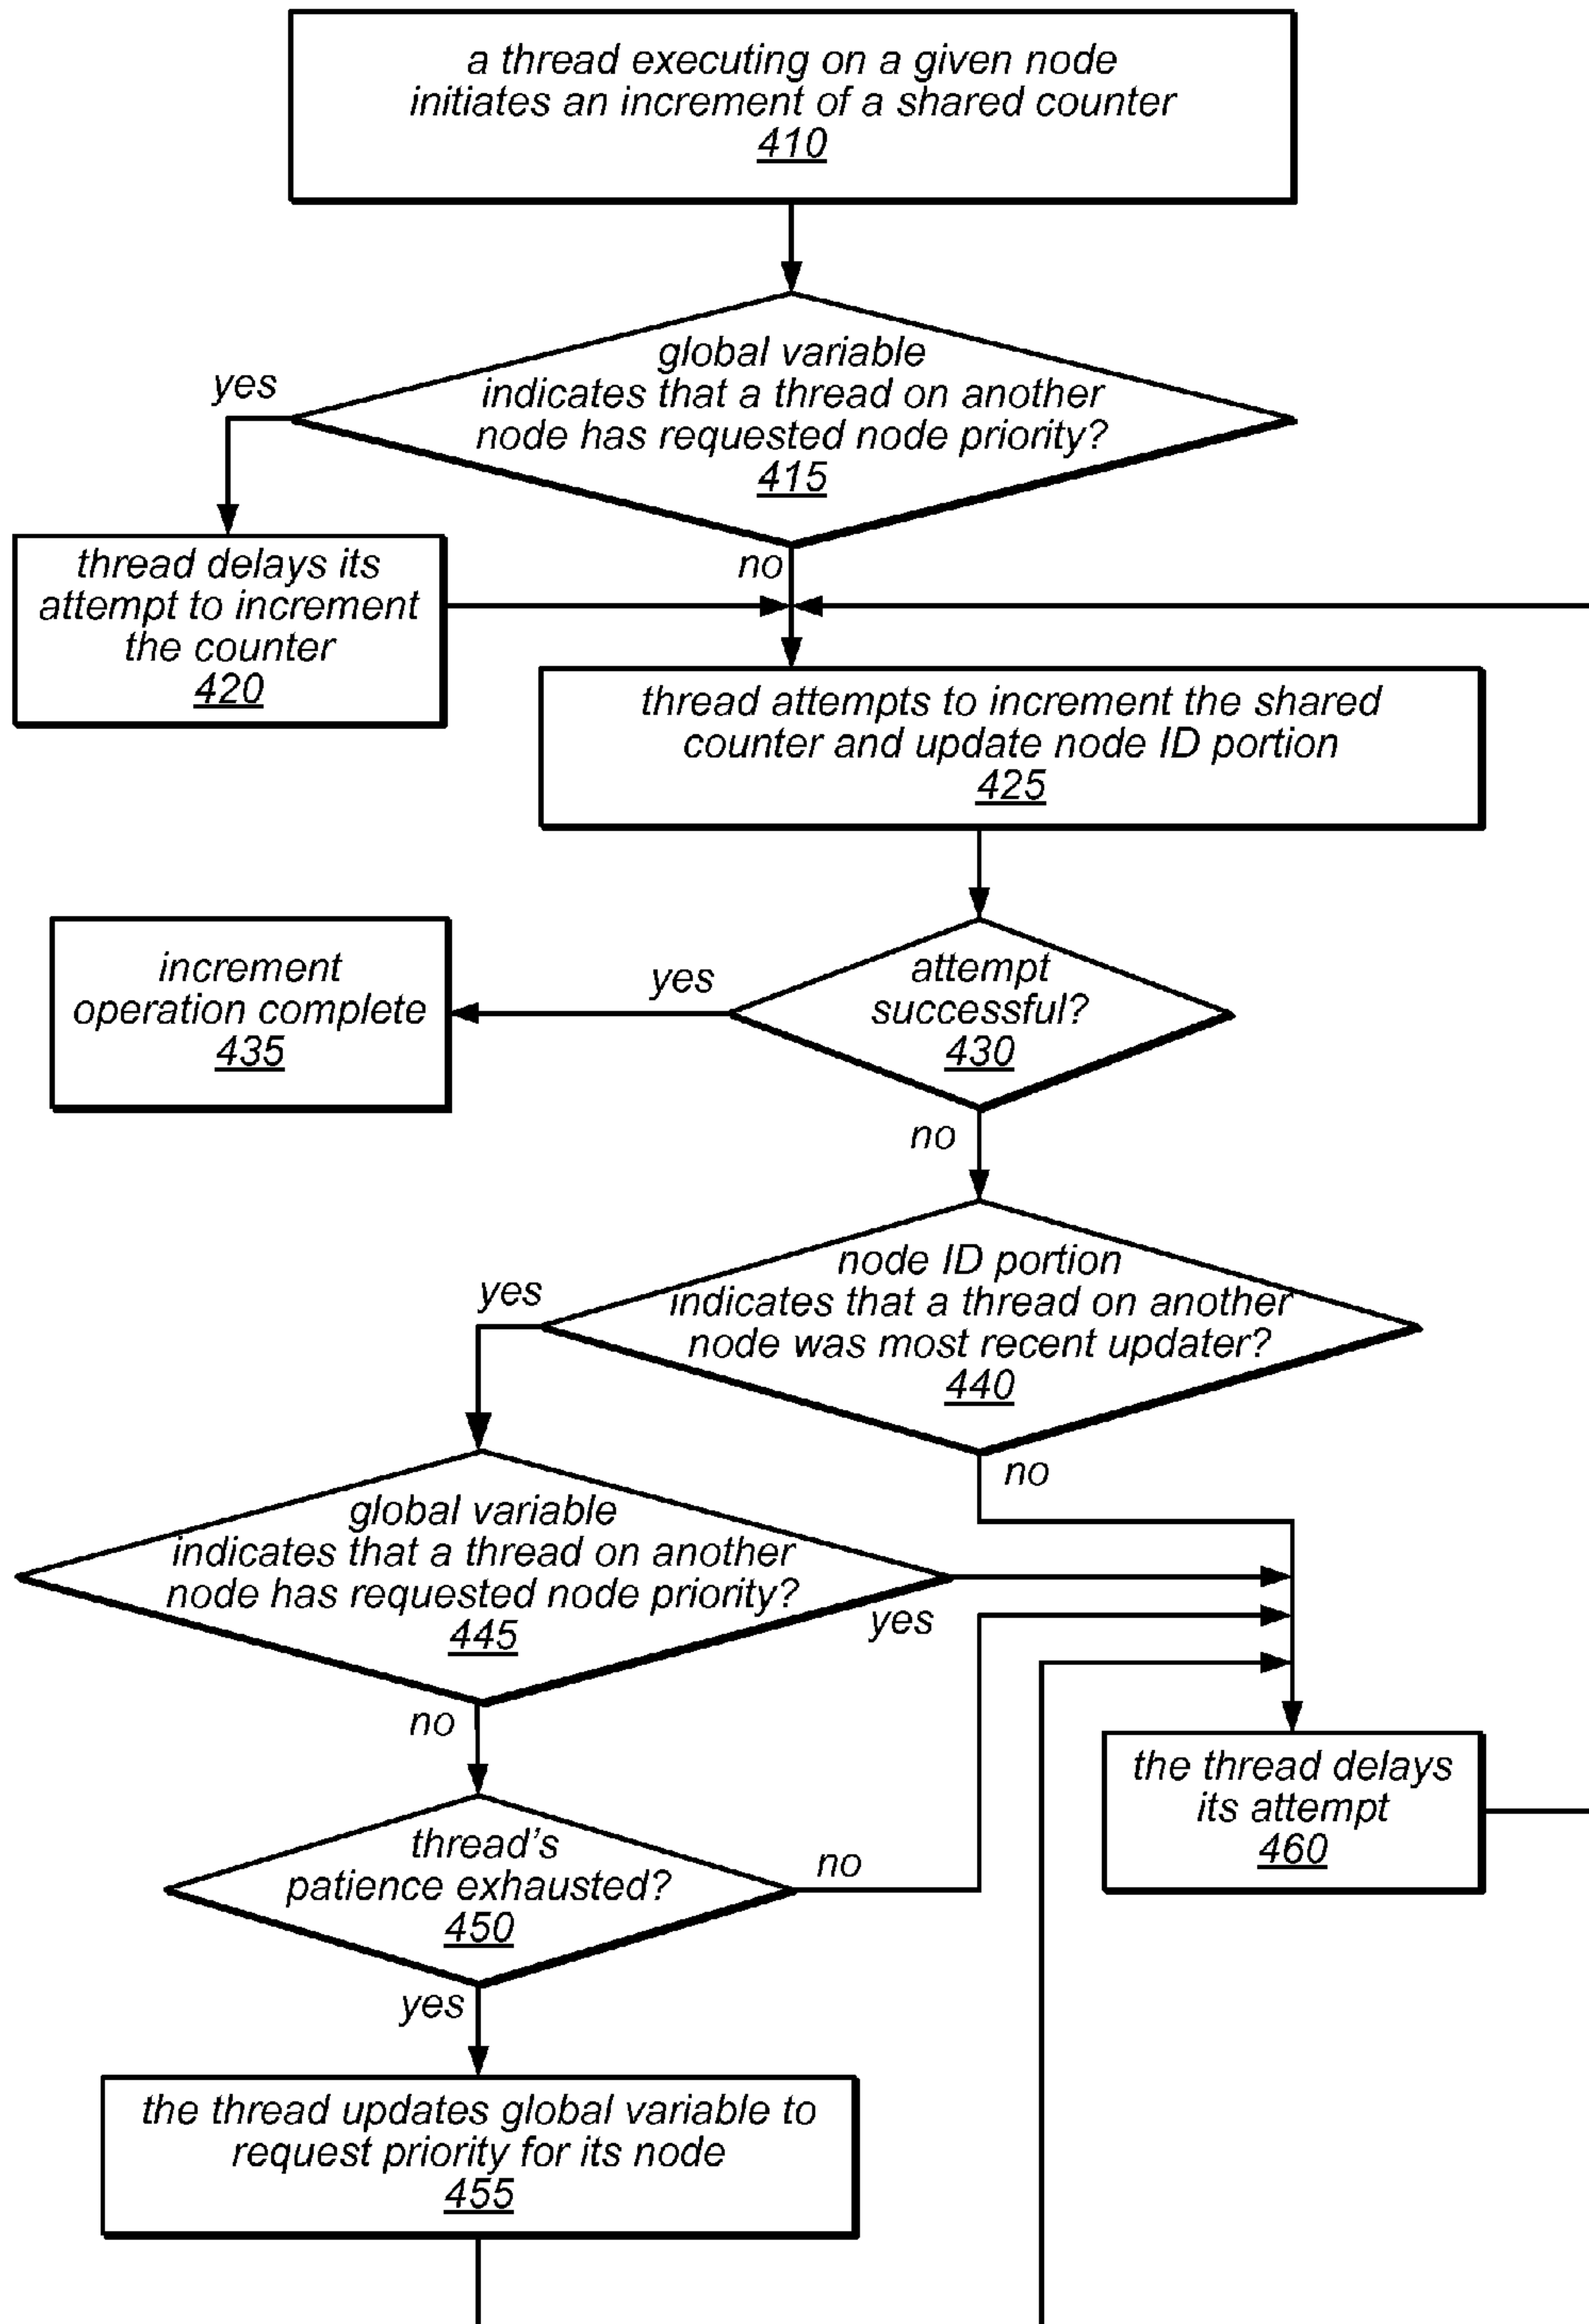 a thread executing on a given node
initiates an increment of a shared counter
410
global variable
indicates that a thread on another
node has requested node priority?
415
yes
no
thread delays its
attempt to increment
the counter
420
thread attempts to increment the shared
counter and update node ID portion
425
attempt
successful?
430
yes
increment
operation complete
435
no
node ID portion
indicates that a thread on another
node was most recent updater?
440
yes
no
global variable
indicates that a thread on another
node has requested node priority?
445
yes
no
thread's
patience exhausted?
450
no
the thread delays
its attempt
460
yes
the thread updates global variable to
request priority for its node
455